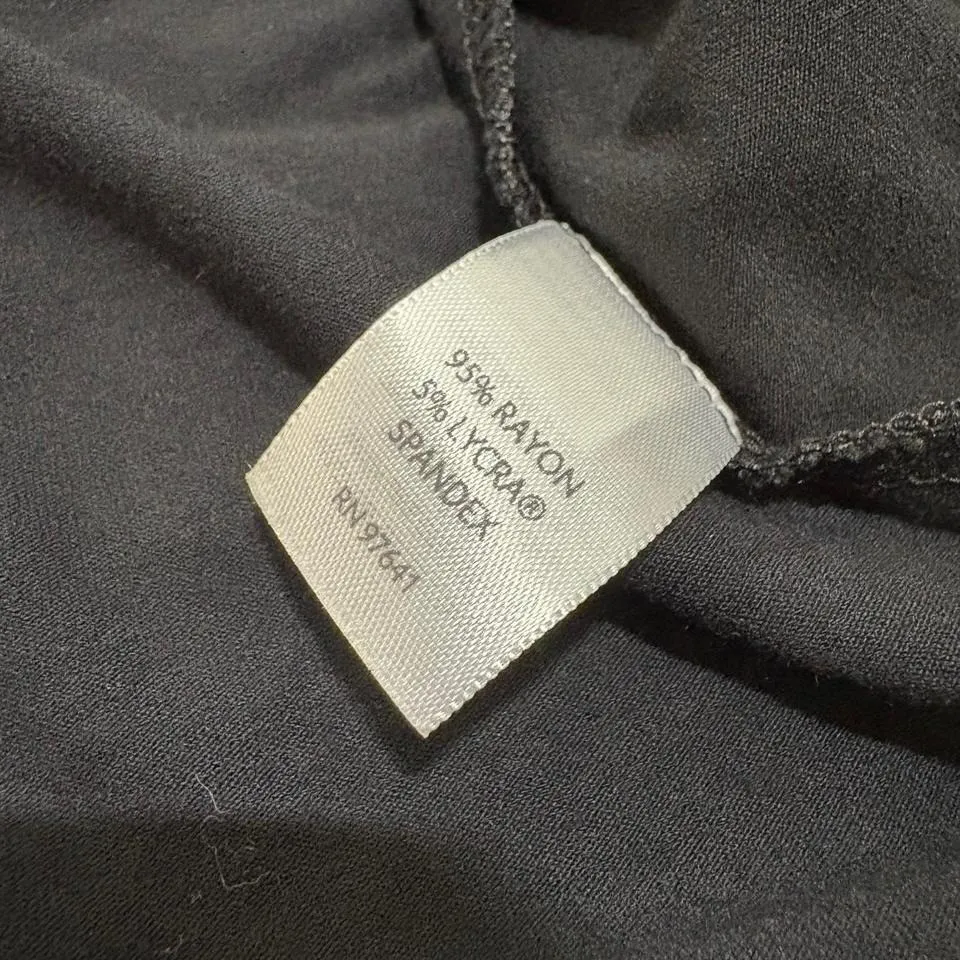 95% RAYON
5% LYCRA®
SPANDEX
RN 97641